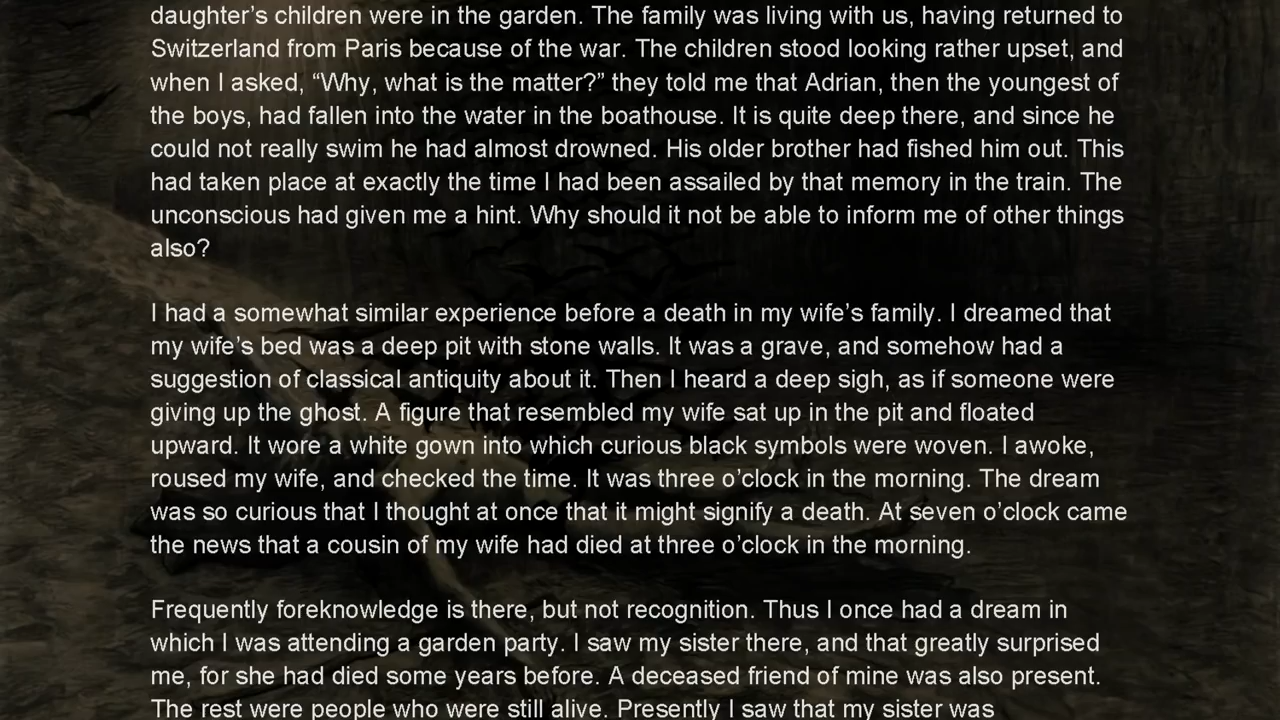 daughter’s children were in the garden. The family was living with us, having returned to
Switzerland from Paris because of the war. The children stood looking rather upset, and
when I asked, “Why, what is the matter?” they told me that Adrian, then the youngest of
the boys, had fallen into the water in the boathouse. It is quite deep there, and since he
could not really swim he had almost drowned. His older brother had fished him out. This
had taken place at exactly the time I had been assailed by that memory in the train. The
unconscious had given me a hint. Why should it not be able to inform me of other things
also?
I had a somewhat similar experience before a death in my wife’s family. I dreamed that
my wife’s bed was a deep pit with stone walls. It was a grave, and somehow had a
suggestion of classical antiquity about it. Then I heard a deep sigh, as if someone were
giving up the ghost. A figure that resembled my wife sat up in the pit and floated
upward. It wore a white gown into which curious black symbols were woven. I awoke,
roused my wife, and checked the time. It was three o’clock in the morning. The dream
was so curious that I thought at once that it might signify a death. At seven o’clock came
the news that a cousin of my wife had died at three o’clock in the morning.
Frequently foreknowledge is there, but not recognition. Thus I once had a dream in
which I was attending a garden party. I saw my sister there, and that greatly surprised
me, for she had died some years before. A deceased friend of mine was also present.
The rest were people who were still alive. Presently I saw that my sister was